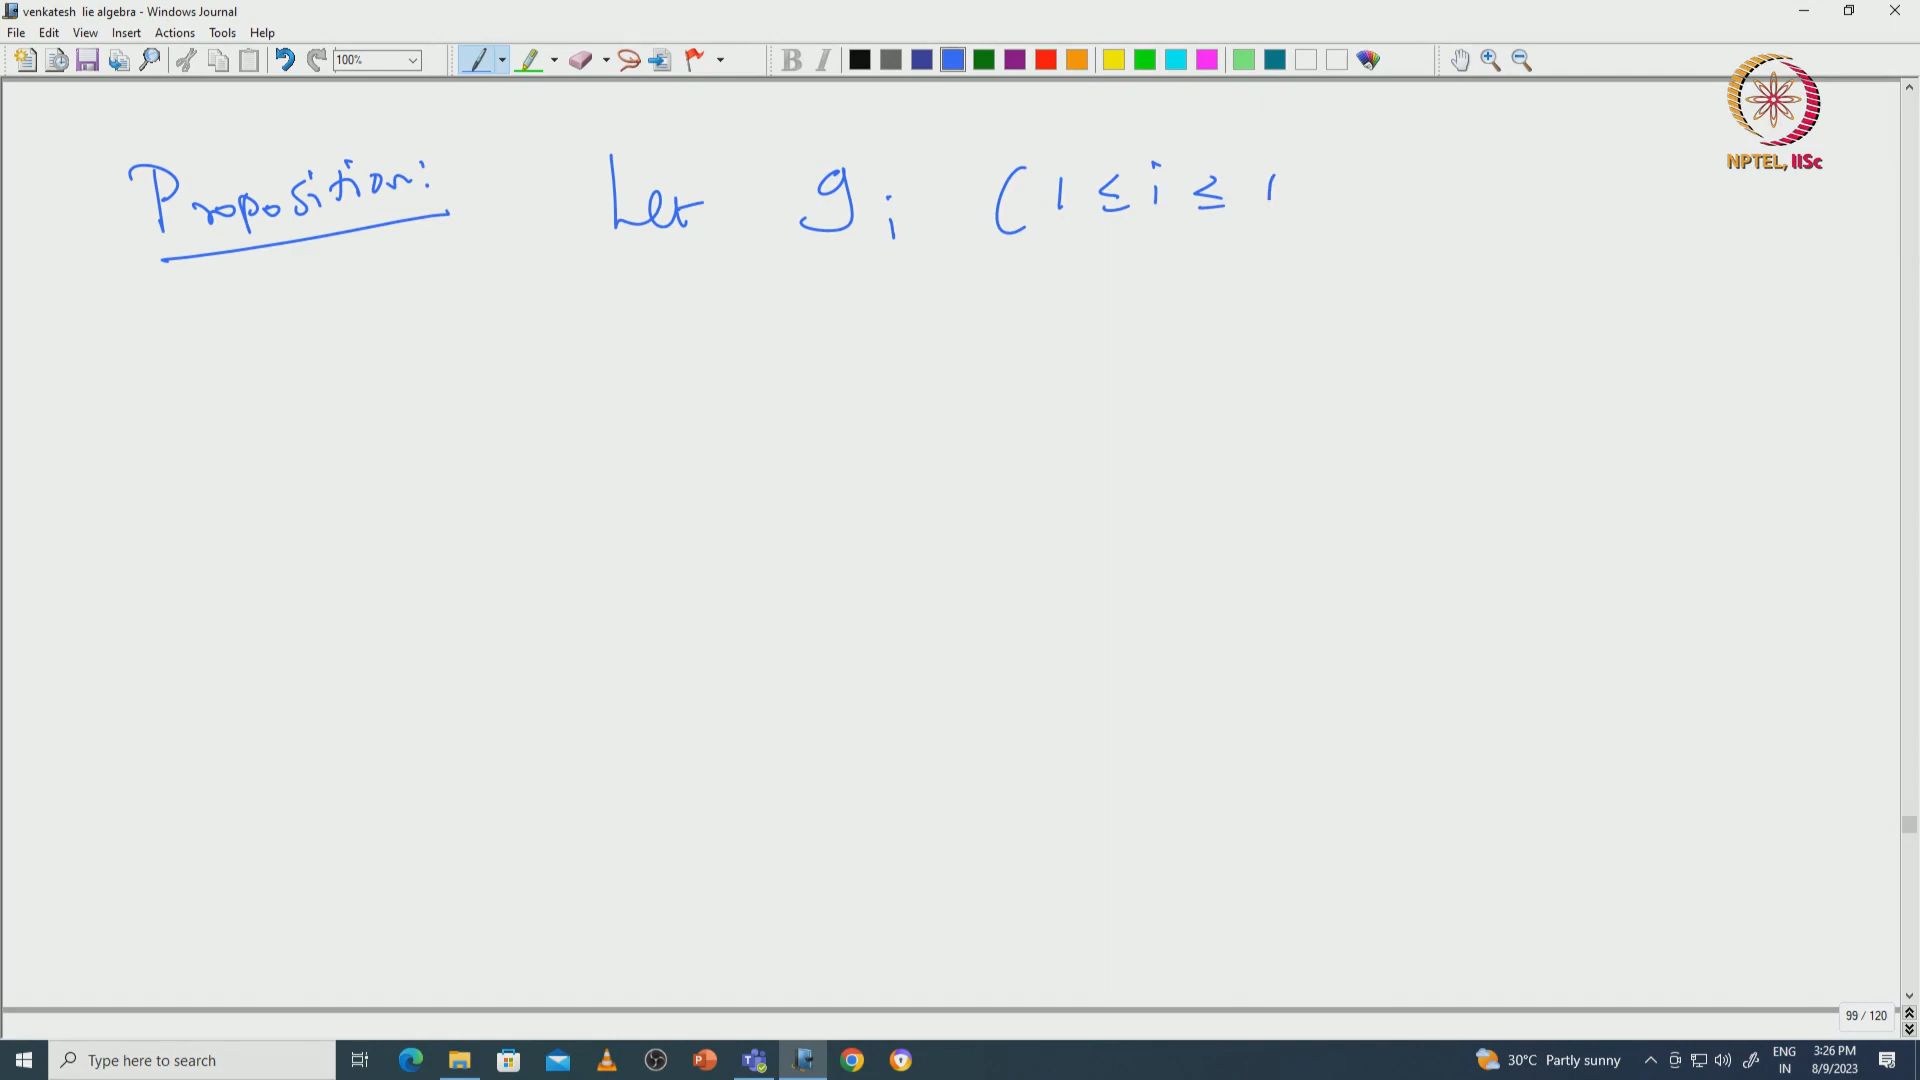 venkatesh lie algebra - Windows Journal
File Edit View Insert Actions Tools Help
100%
B I
NPTEL, IISc
Proposition: Let g i ( 1 ≤ i ≤
99 / 120
Type here to search
30°C Partly sunny
ENG
IN
3:26 PM
8/9/2023